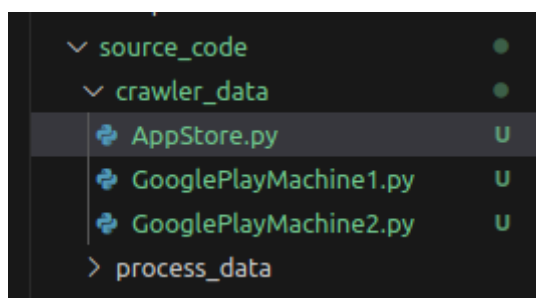 source_code
crawler_data
AppStore.py U
GooglePlayMachine1.py U
GooglePlayMachine2.py U
process_data